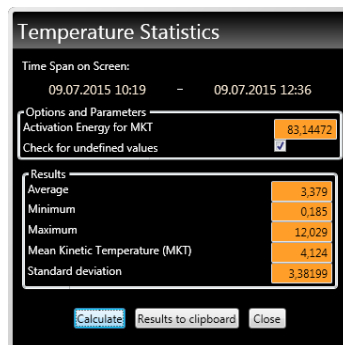 Temperature Statistics
Time Span on Screen:
09.07.2015 10:19 – 09.07.2015 12:36
Options and Parameters
Activation Energy for MKT 83,14472
Check for undefined values
Results
Average 3,379
Minimum 0,185
Maximum 12,029
Mean Kinetic Temperature (MKT) 4,124
Standard deviation 3,38199
Calculate Results to clipboard Close